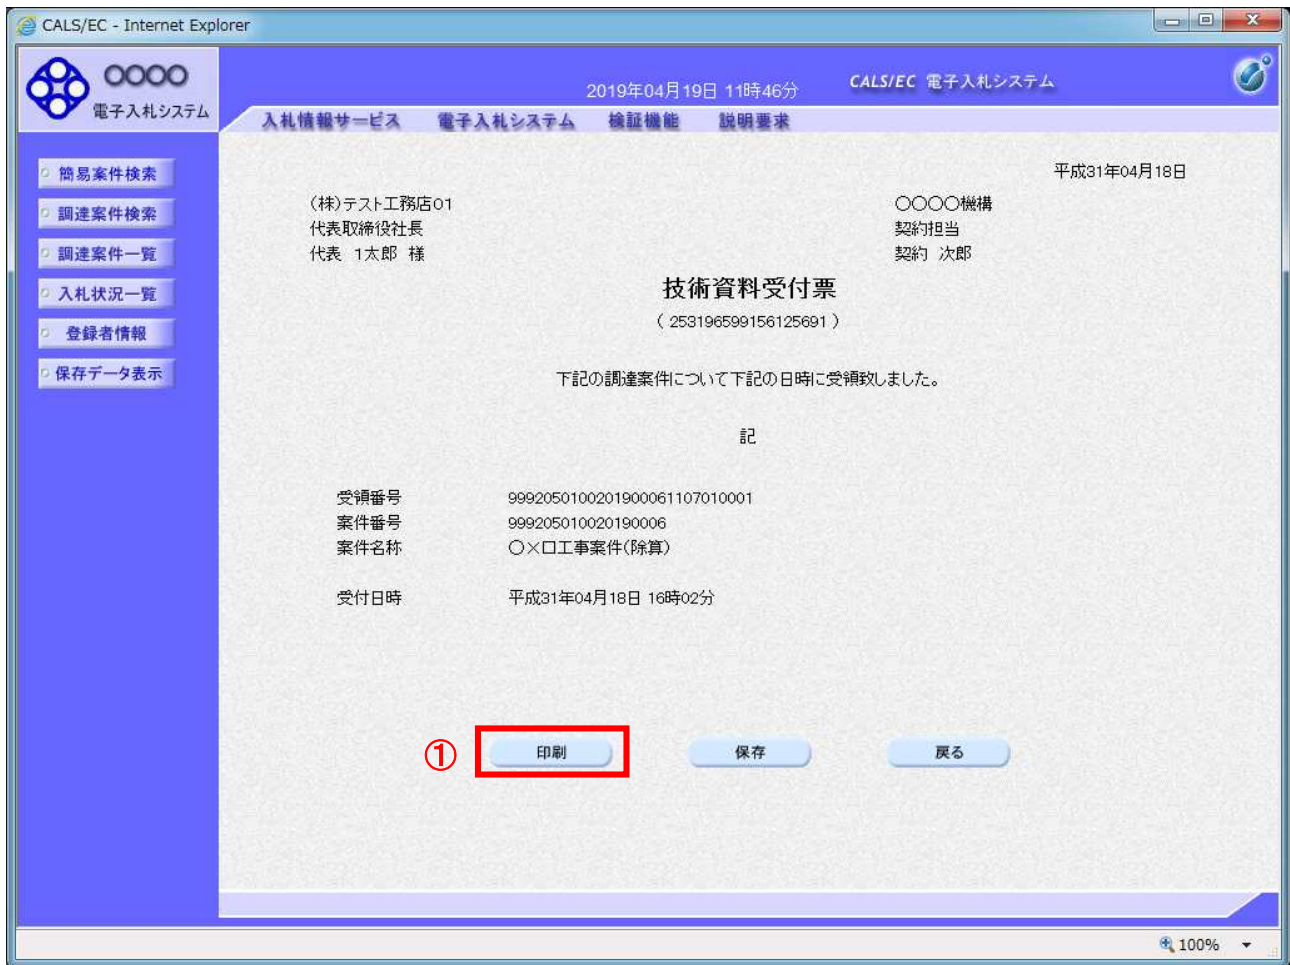 CALS/EC - Internet Explorer
○○○○
電子入札システム
2019年04月19日 11時46分
CALS/EC 電子入札システム
入札情報サービス 電子入札システム 検証機能 説明要求
簡易案件検索
調達案件検索
調達案件一覧
入札状況一覧
登録者情報
保存データ表示
平成31年04月18日
(株)テスト工務店01
代表取締役社長
代表 1太郎 様
〇〇〇〇機構
契約担当
契約 次郎
技術資料受付票
( 253196599156125691 )
下記の調達案件について下記の日時に受領致しました。
記
受領番号 9992050100201900061107010001
案件番号 999205010020190006
案件名称 〇×口工事案件(除算)
受付日時 平成31年04月18日 16時02分
① 印刷 保存 戻る
100%